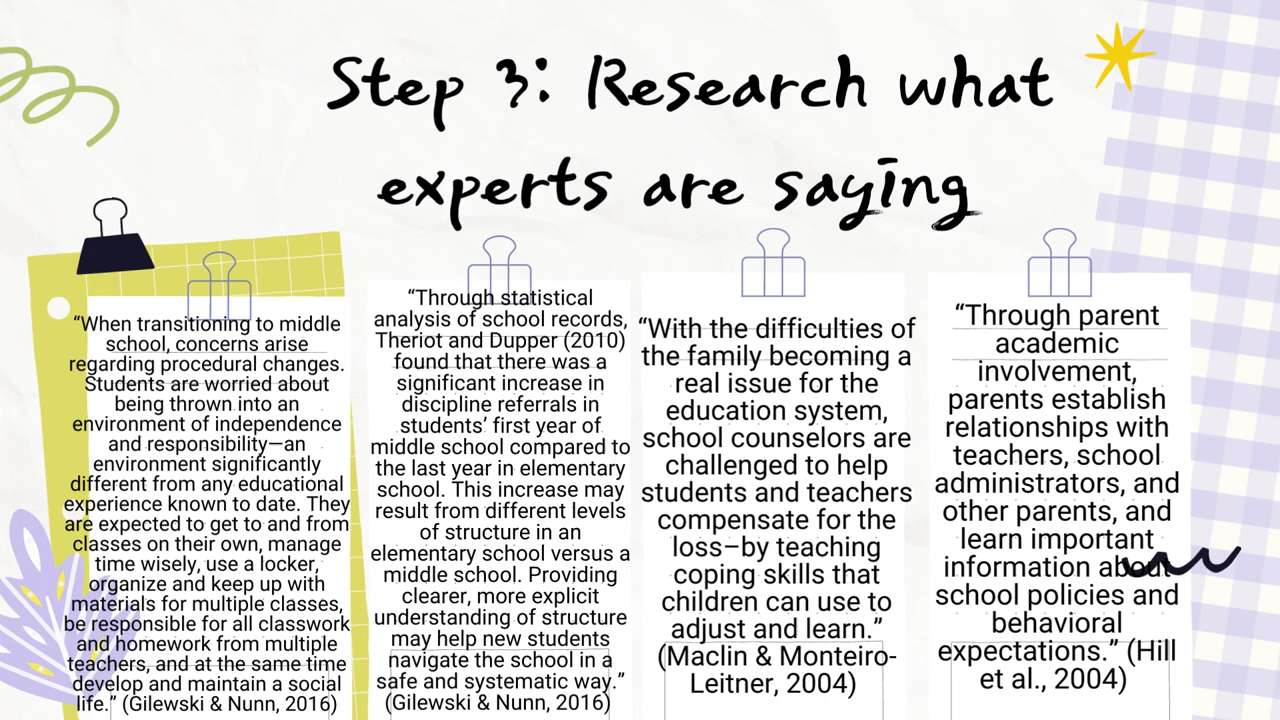 Step 3: Research what
experts are saying
“When transitioning to middle
school, concerns arise
regarding procedural changes.
Students are worried about
being thrown into an
environment of independence
and responsibility—an
environment significantly
different from any educational
experience known to date. They
are expected to get to and from
classes on their own, manage
time wisely, use a locker,
organize and keep up with
materials for multiple classes,
be responsible for all classwork
and homework from multiple
teachers, and at the same time
develop and maintain a social
life.” (Gilewski & Nunn, 2016)
“Through statistical
analysis of school records,
Theriot and Dupper (2010)
found that there was a
significant increase in
discipline referrals in
students’ first year of
middle school compared to
the last year in elementary
school. This increase may
result from different levels
of structure in an
elementary school versus a
middle school. Providing
clearer, more explicit
understanding of structure
may help new students
navigate the school in a
safe and systematic way.”
(Gilewski & Nunn, 2016)
“With the difficulties of
the family becoming a
real issue for the
education system,
school counselors are
challenged to help
students and teachers
compensate for the
loss–by teaching
coping skills that
children can use to
adjust and learn.”
(Maclin & Monteiro-
Leitner, 2004)
“Through parent
academic
involvement,
parents establish
relationships with
teachers, school
administrators, and
other parents, and
learn important
information about
school policies and
behavioral
expectations.” (Hill
et al., 2004)